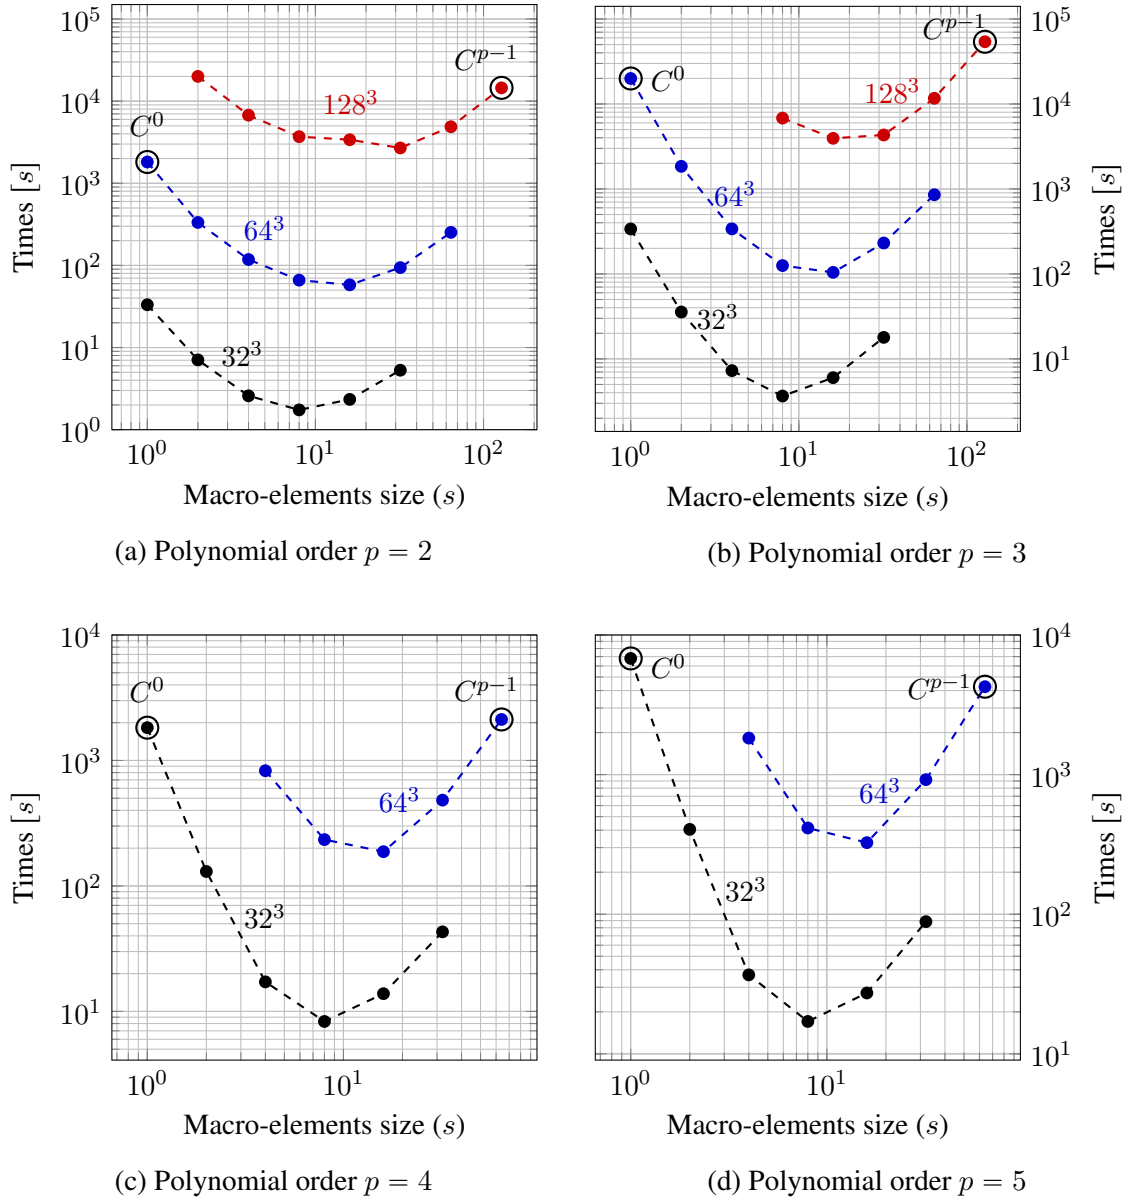 10^5
10^4
10^3
10^2
10^1
10^0
Times [s]
C^0
C^{p−1}
128^3
64^3
32^3
10^0 10^1 10^2
Macro-elements size (s)
(a) Polynomial order p = 2
10^5
10^4
10^3
10^2
10^1
Times [s]
C^0
C^{p−1}
128^3
64^3
32^3
10^0 10^1 10^2
Macro-elements size (s)
(b) Polynomial order p = 3
10^4
10^3
10^2
10^1
Times [s]
C^0
C^{p−1}
64^3
32^3
10^0 10^1
Macro-elements size (s)
(c) Polynomial order p = 4
10^4
10^3
10^2
10^1
Times [s]
C^0
C^{p−1}
64^3
32^3
10^0 10^1
Macro-elements size (s)
(d) Polynomial order p = 5